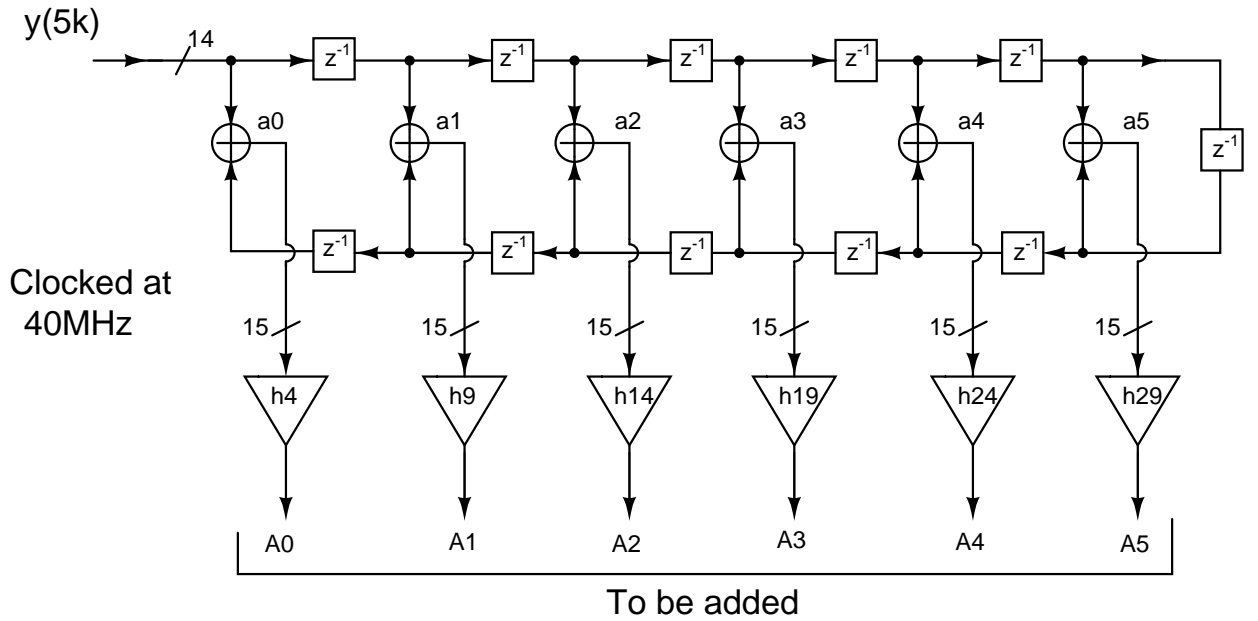 y(5k)
14
z-1 z-1 z-1 z-1 z-1
a0 a1 a2 a3 a4 a5
z-1
z-1 z-1 z-1 z-1 z-1
Clocked at
40MHz
15 15 15 15 15 15
h4 h9 h14 h19 h24 h29
A0 A1 A2 A3 A4 A5
To be added